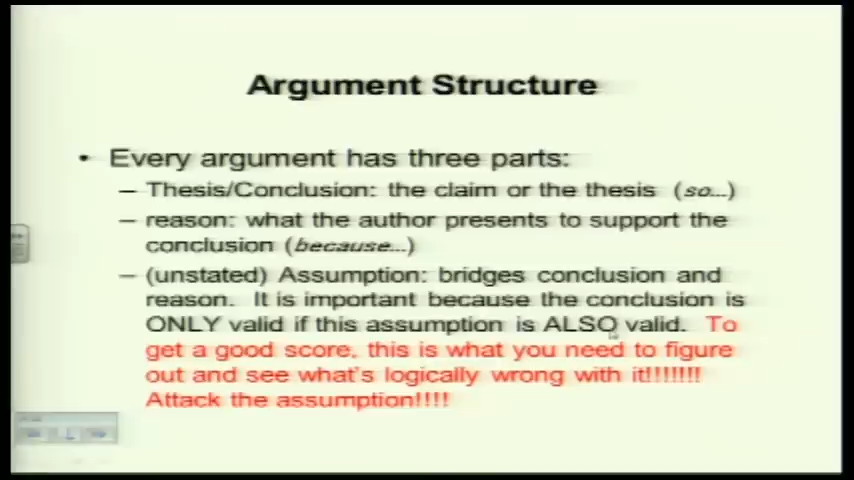 Argument Structure
• Every argument has three parts:
– Thesis/Conclusion: the claim or the thesis (so...)
– reason: what the author presents to support the
conclusion (because...)
– (unstated) Assumption: bridges conclusion and
reason. It is important because the conclusion is
ONLY valid if this assumption is ALSO valid. To
get a good score, this is what you need to figure
out and see what's logically wrong with it!!!!!!!
Attack the assumption!!!!